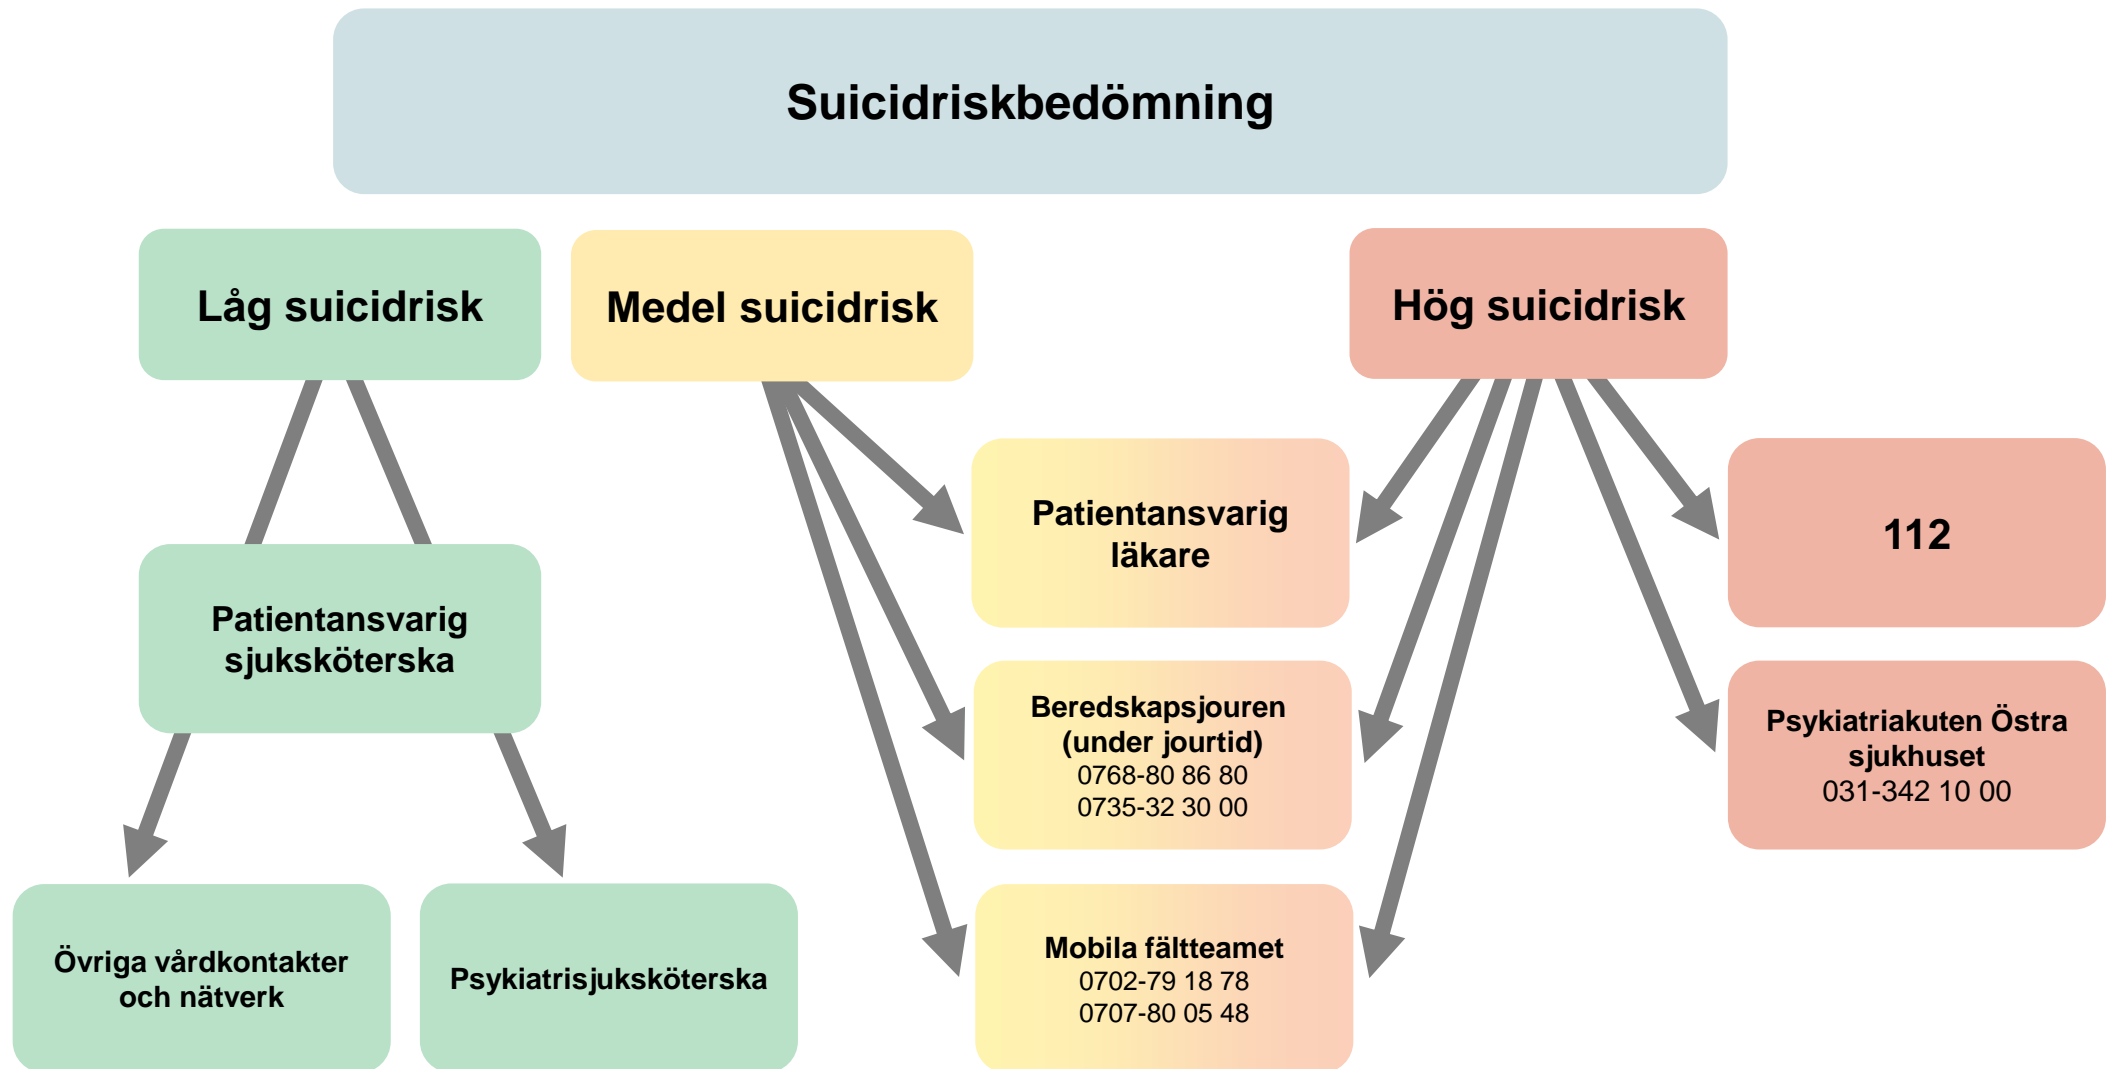 Suicidriskbedömning
Låg suicidrisk
Medel suicidrisk
Hög suicidrisk
Patientansvarig
läkare
112
Patientansvarig
sjuksköterska
Beredskapsjouren
(under jourtid)
0768-80 86 80
0735-32 30 00
Psykiatriakuten Östra
sjukhuset
031-342 10 00
Övriga vårdkontakter
och nätverk
Psykiatrisjuksköterska
Mobila fältteamet
0702-79 18 78
0707-80 05 48